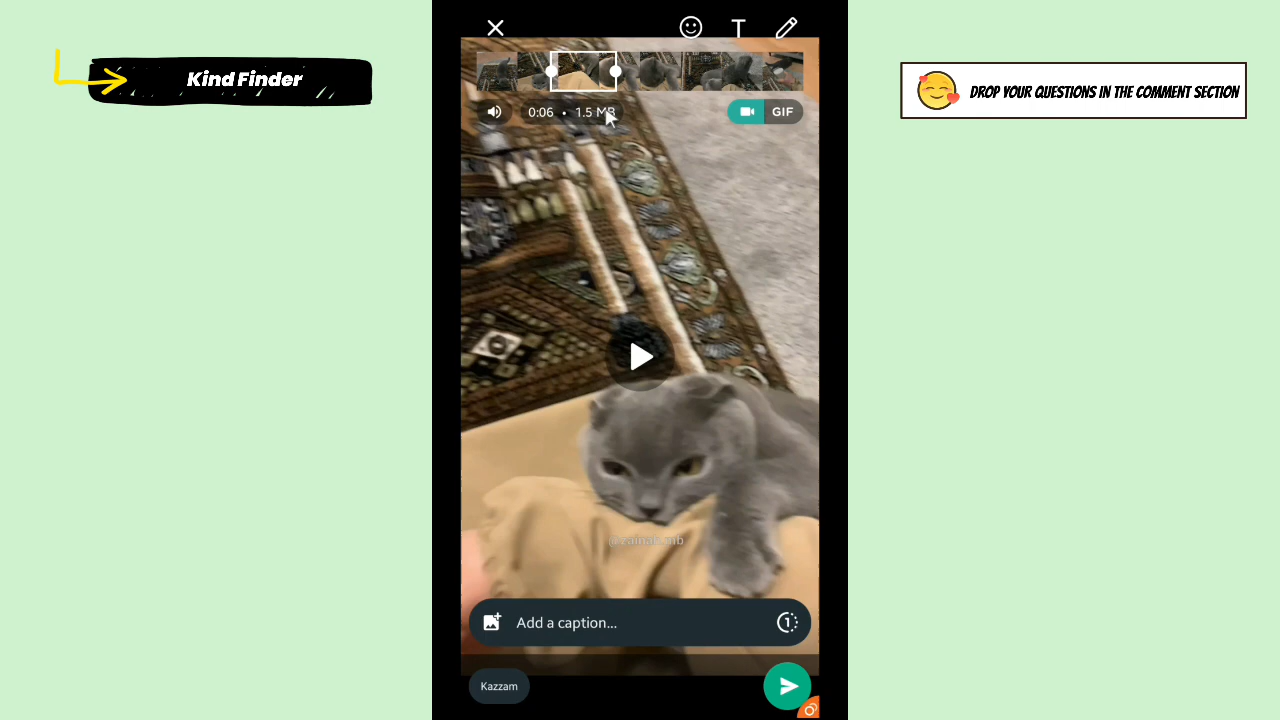 Kind Finder
DROP YOUR QUESTIONS IN THE COMMENT SECTION
T
0:06 • 1.5 MB
GIF
Add a caption...
1
Kazzam